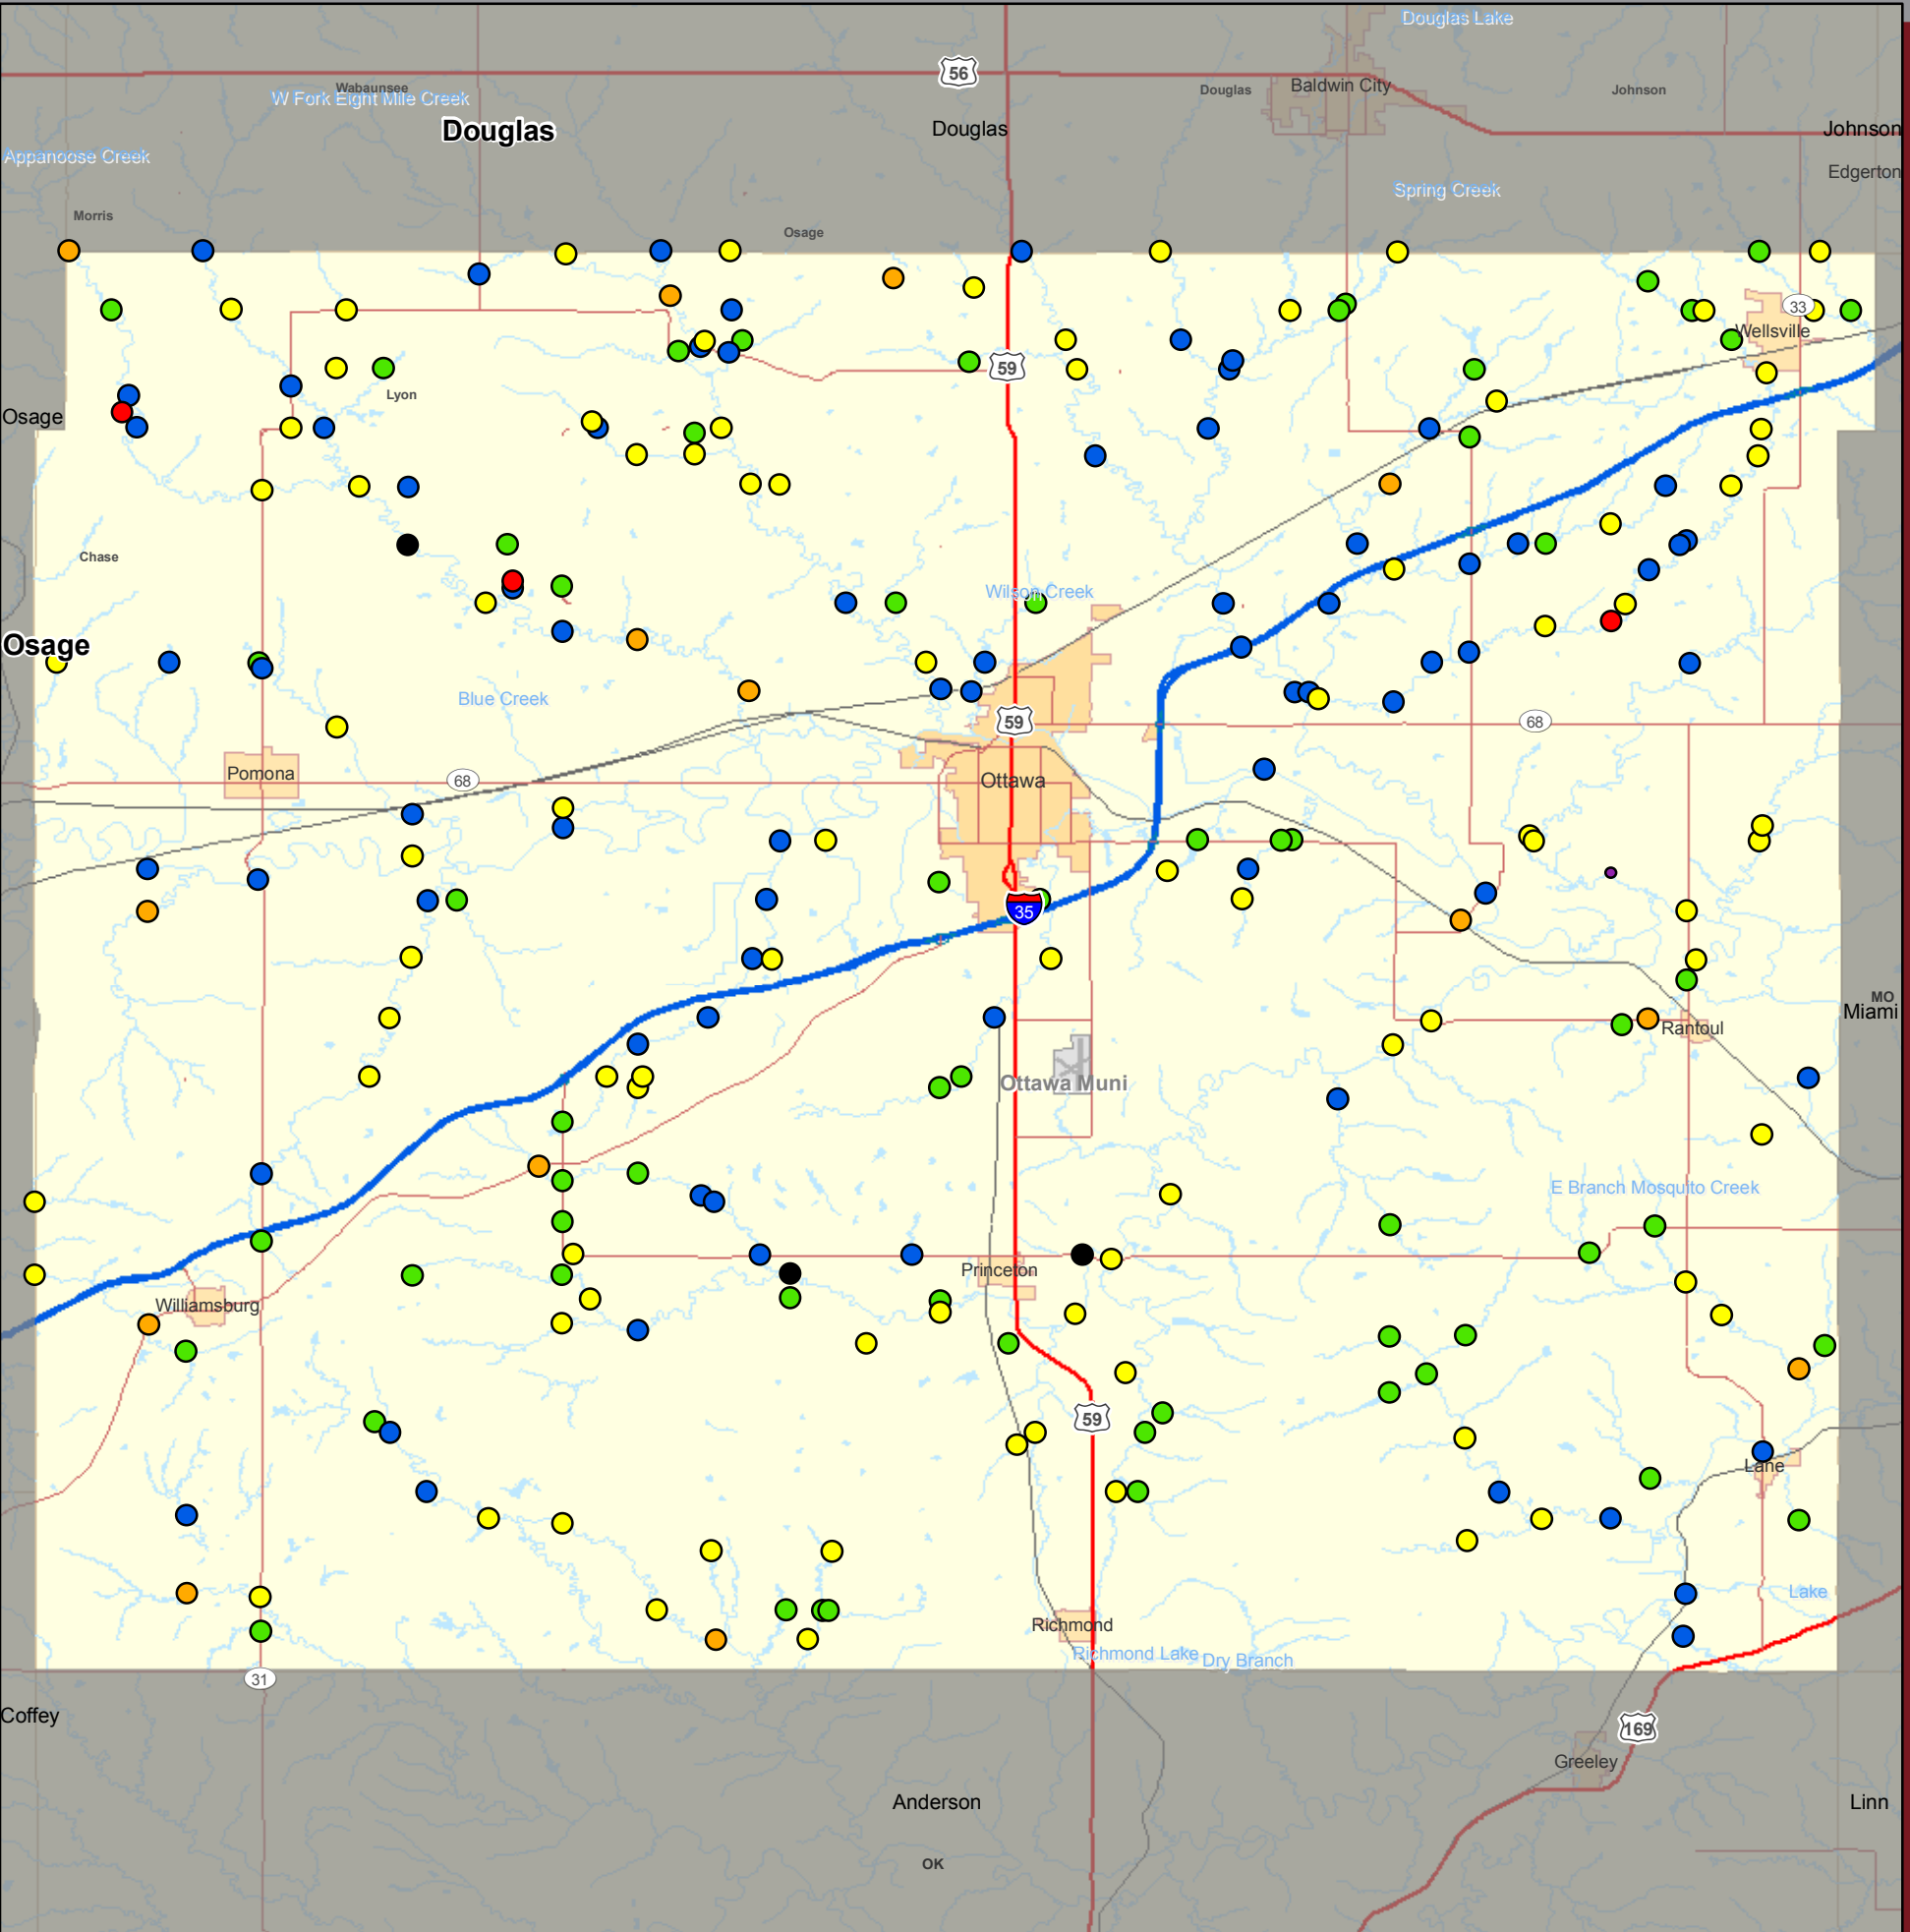 Douglas Lake
56
Wabaunsee
W Fork Eight Mile Creek
Douglas
Baldwin City
Johnson
Douglas
Douglas
Johnson
Appanoose Creek
Edgerton
Spring Creek
Morris
Osage
33
Wellsville
59
Lyon
Osage
Chase
Wilson Creek
Osage
Blue Creek
59
68
Pomona
68
Ottawa
35
MO
Miami
Rantoul
Ottawa Muni
E Branch Mosquito Creek
Princeton
Williamsburg
59
Lane
Lake
Richmond
Richmond Lake
Dry Branch
31
Coffey
169
Greeley
Anderson
Linn
OK